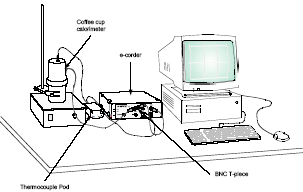 Coffee cup
calorimeter
e-corder
BNC T-piece
Thermocouple Pod